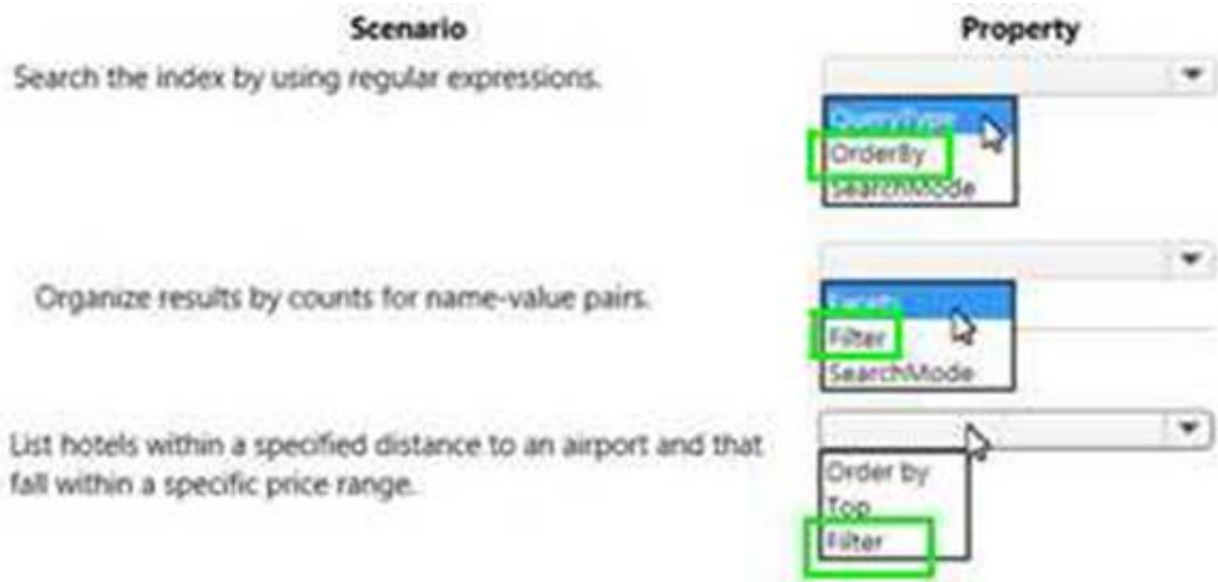 Scenario
Property
Search the index by using regular expressions.
QueryType
OrderBy
SearchMode
Organize results by counts for name-value pairs.
Facets
Filter
SearchMode
List hotels within a specified distance to an airport and that
fall within a specific price range.
Order by
Top
Filter